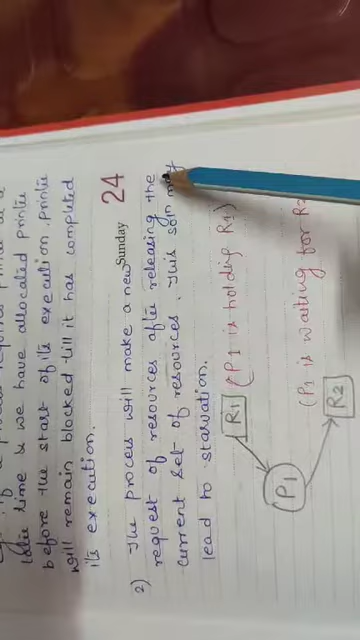 later time & we have allocated printer
before the start of its execution. printer
will remain blocked till it has completed
its execution.
Sunday 24
2) The process will make a new
request of resources after releasing the
current set of resources. This soln may
lead to starvation.
R1 (P1 is holding R1)
P1
(P1 is waiting for R2
R2